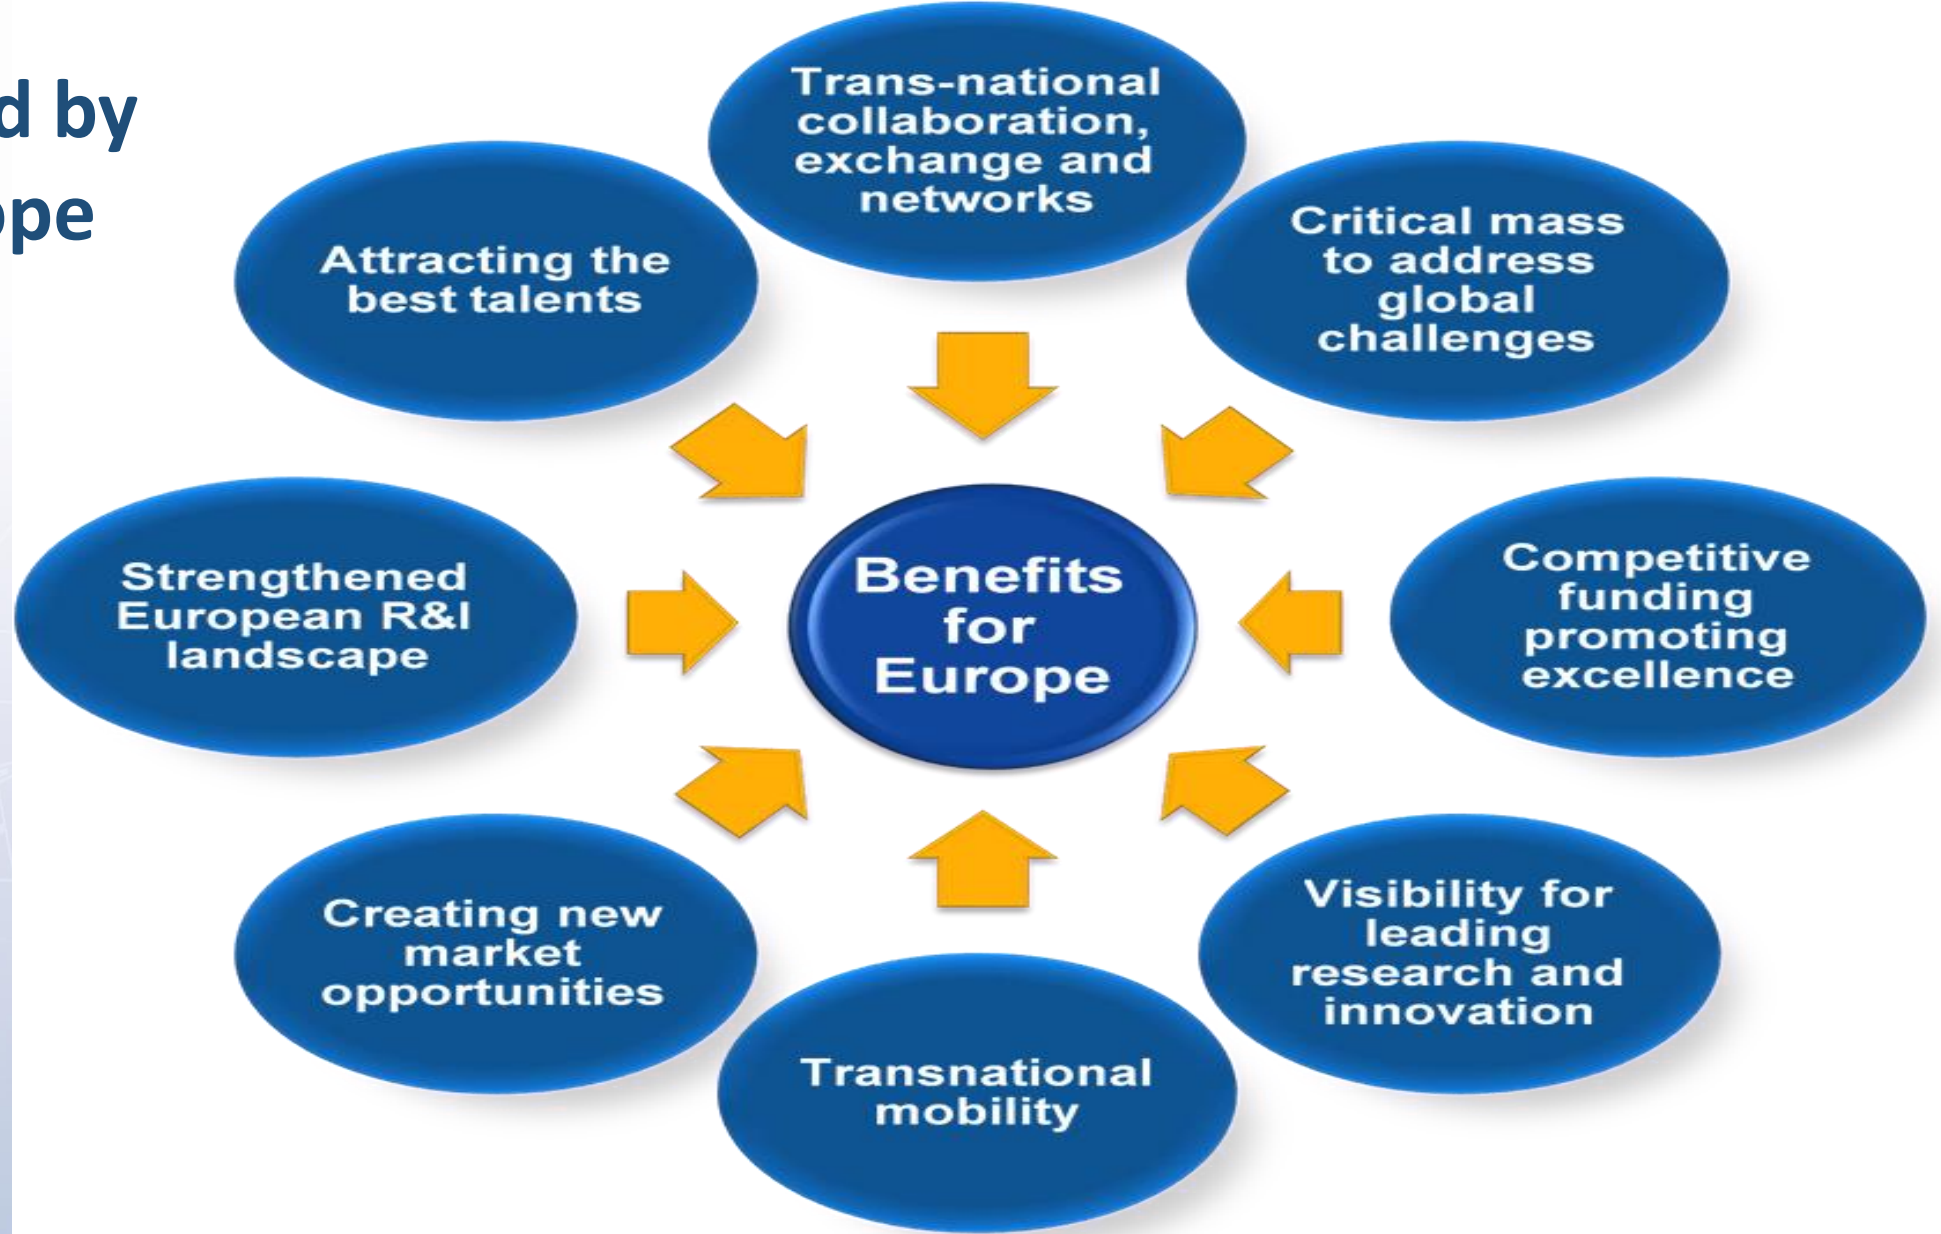 d by
ope
Trans-national
collaboration,
exchange and
networks
Critical mass
to address
global
challenges
Competitive
funding
promoting
excellence
Visibility for
leading
research and
innovation
Transnational
mobility
Creating new
market
opportunities
Strengthened
European R&I
landscape
Attracting the
best talents
Benefits
for
Europe